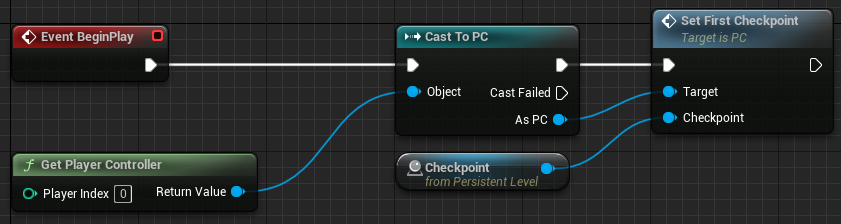 Event BeginPlay
Cast To PC
Object
Cast Failed
As PC
Set First Checkpoint
Target is PC
Target
Checkpoint
Get Player Controller
Player Index 0 Return Value
Checkpoint
from Persistent Level